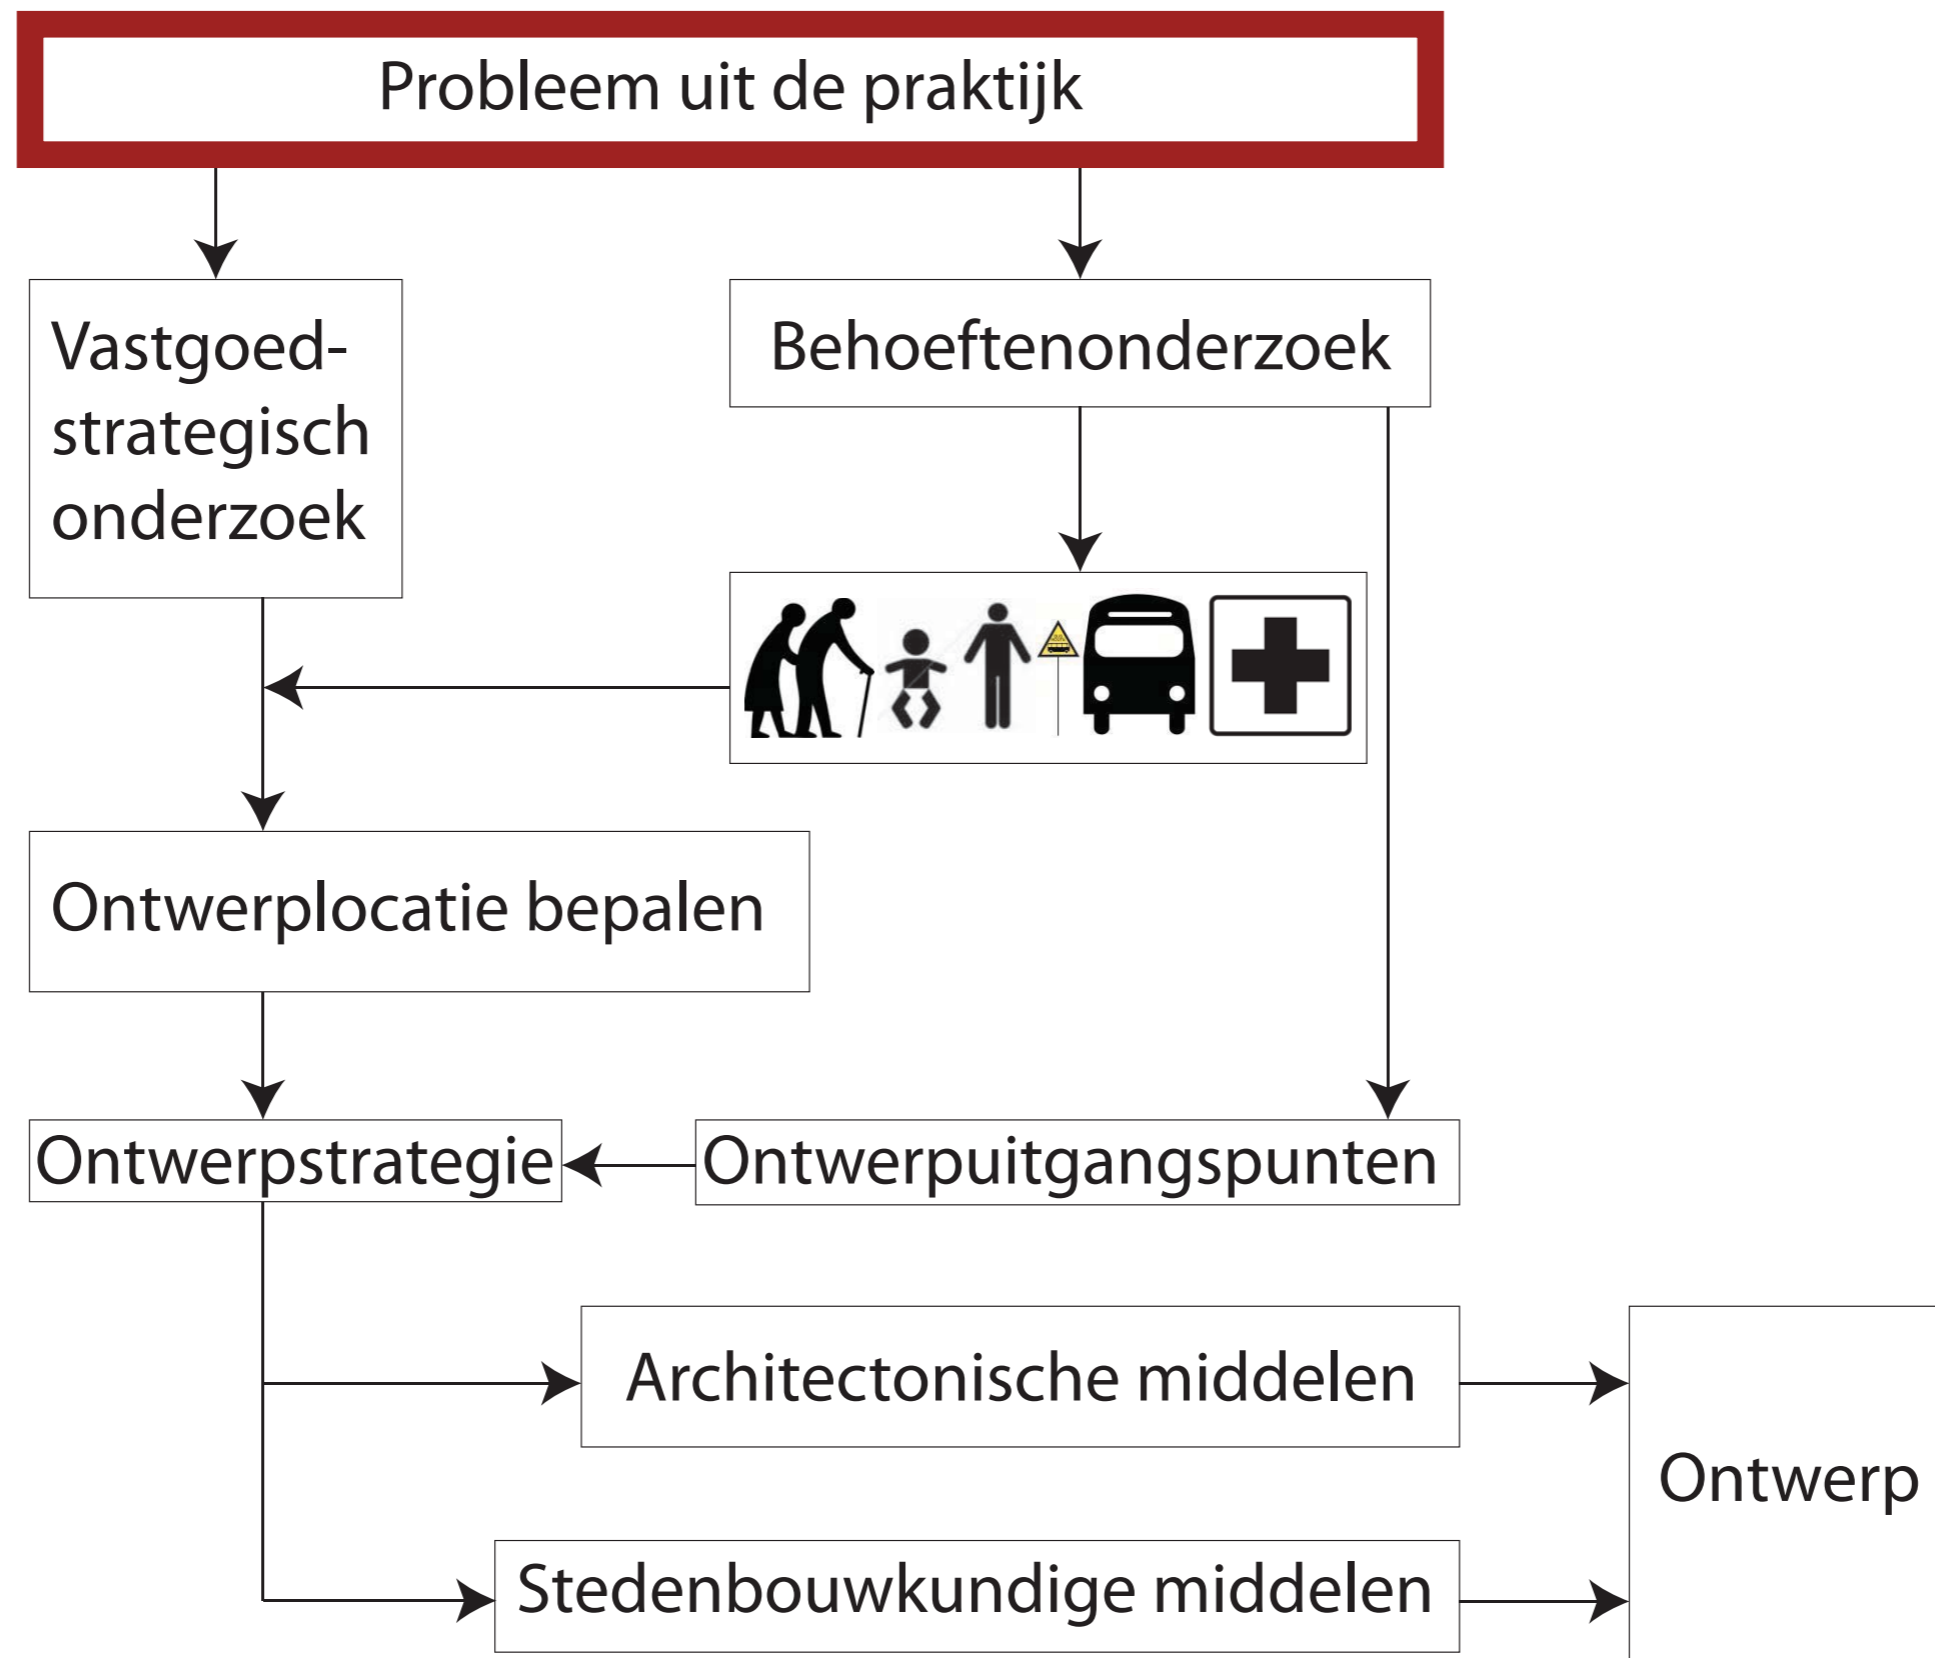 Probleem uit de praktijk
Vastgoed-
strategisch
onderzoek
Behoeftenonderzoek
Ontwerplocatie bepalen
Ontwerpstrategie
Ontwerpuitgangspunten
Architectonische middelen
Ontwerp
Stedenbouwkundige middelen